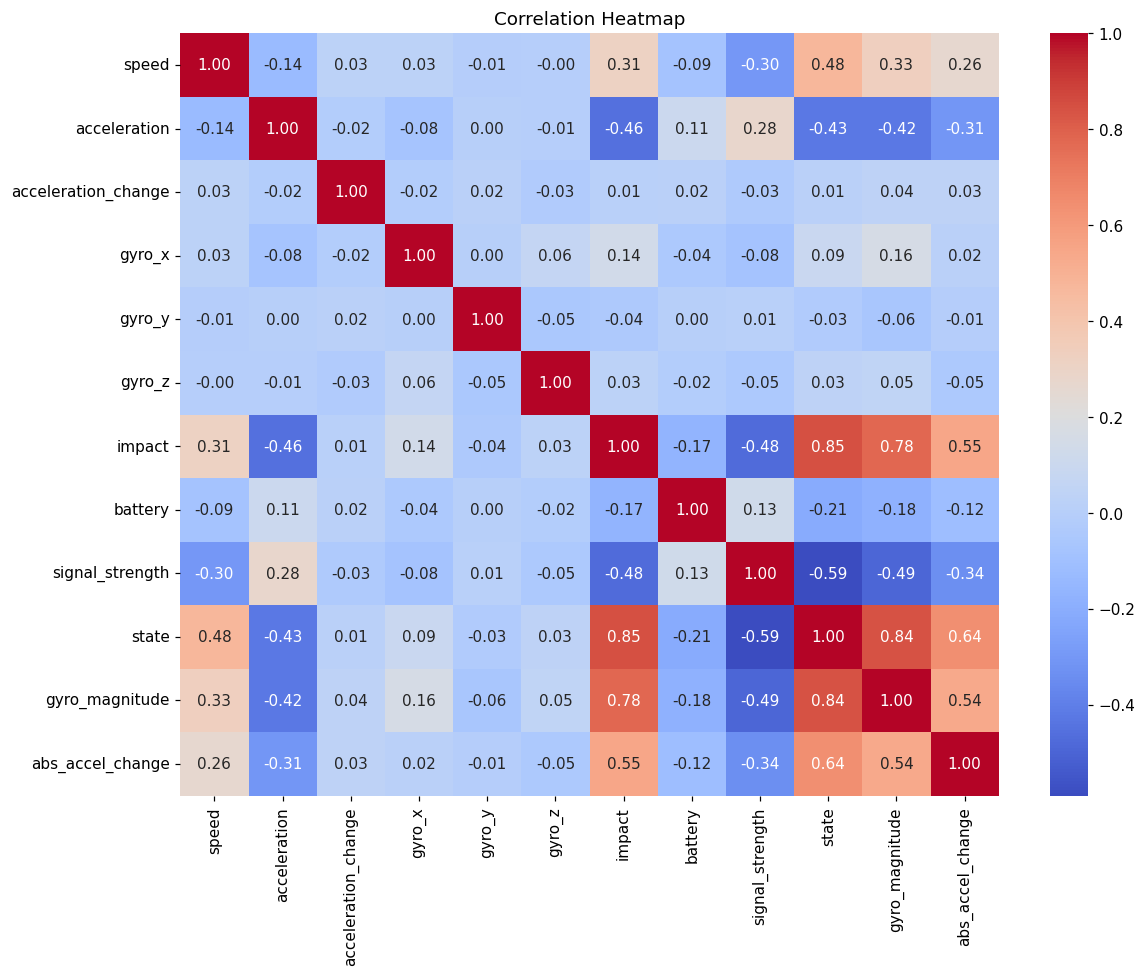 Correlation Heatmap
speed 1.00 -0.14 0.03 0.03 -0.01 -0.00 0.31 -0.09 -0.30 0.48 0.33 0.26
acceleration -0.14 1.00 -0.02 -0.08 0.00 -0.01 -0.46 0.11 0.28 -0.43 -0.42 -0.31
acceleration_change 0.03 -0.02 1.00 -0.02 0.02 -0.03 0.01 0.02 -0.03 0.01 0.04 0.03
gyro_x 0.03 -0.08 -0.02 1.00 0.00 0.06 0.14 -0.04 -0.08 0.09 0.16 0.02
gyro_y -0.01 0.00 0.02 0.00 1.00 -0.05 -0.04 0.00 0.01 -0.03 -0.06 -0.01
gyro_z -0.00 -0.01 -0.03 0.06 -0.05 1.00 0.03 -0.02 -0.05 0.03 0.05 -0.05
impact 0.31 -0.46 0.01 0.14 -0.04 0.03 1.00 -0.17 -0.48 0.85 0.78 0.55
battery -0.09 0.11 0.02 -0.04 0.00 -0.02 -0.17 1.00 0.13 -0.21 -0.18 -0.12
signal_strength -0.30 0.28 -0.03 -0.08 0.01 -0.05 -0.48 0.13 1.00 -0.59 -0.49 -0.34
state 0.48 -0.43 0.01 0.09 -0.03 0.03 0.85 -0.21 -0.59 1.00 0.84 0.64
gyro_magnitude 0.33 -0.42 0.04 0.16 -0.06 0.05 0.78 -0.18 -0.49 0.84 1.00 0.54
abs_accel_change 0.26 -0.31 0.03 0.02 -0.01 -0.05 0.55 -0.12 -0.34 0.64 0.54 1.00
speed
acceleration
acceleration_change
gyro_x
gyro_y
gyro_z
impact
battery
signal_strength
state
gyro_magnitude
abs_accel_change
1.0
0.8
0.6
0.4
0.2
0.0
−0.2
−0.4